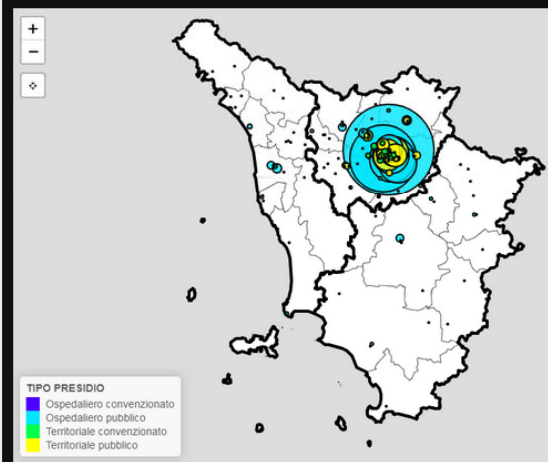 +
−
TIPO PRESIDIO
Ospedaliero convenzionato
Ospedaliero pubblico
Territoriale convenzionato
Territoriale pubblico